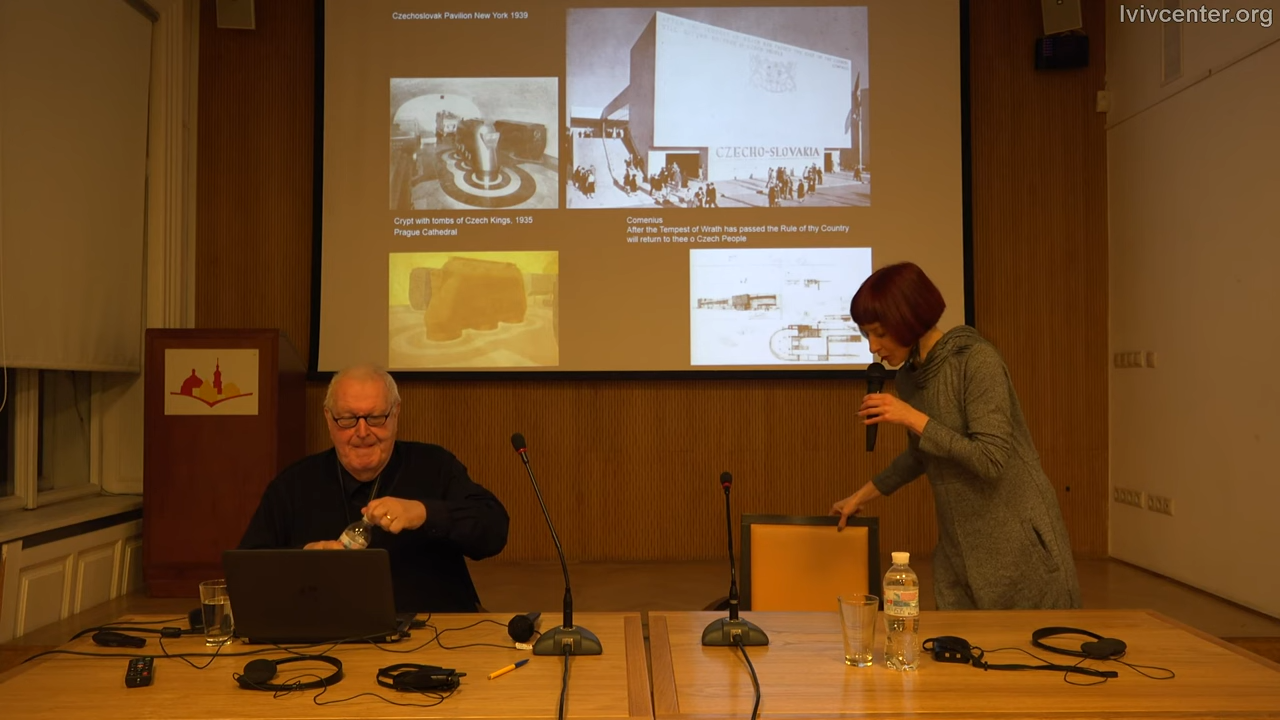 lvivcenter.org
Czechoslovak Pavilion New York 1939
CZECHO-SLOVAKIA
Crypt with tombs of Czech Kings, 1935
Prague Cathedral
Comenius
After the Tempest of Wrath has passed the Rule of thy Country
will return to thee o Czech People